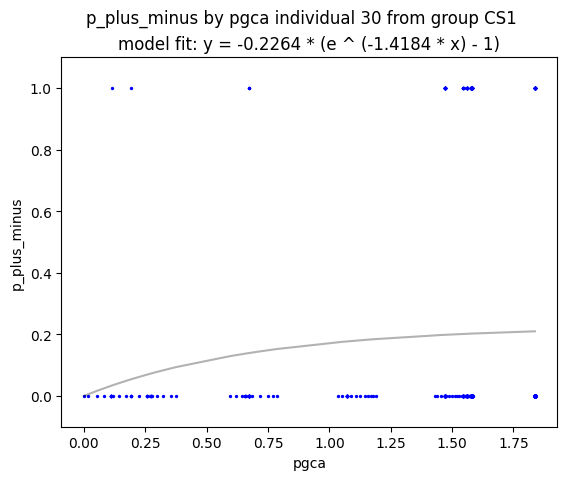 p_plus_minus by pgca individual 30 from group CS1
model fit: y = -0.2264 * (e ^ (-1.4184 * x) - 1)
1.0
0.8
0.6
0.4
0.2
0.0
p_plus_minus
0.00 0.25 0.50 0.75 1.00 1.25 1.50 1.75
pgca